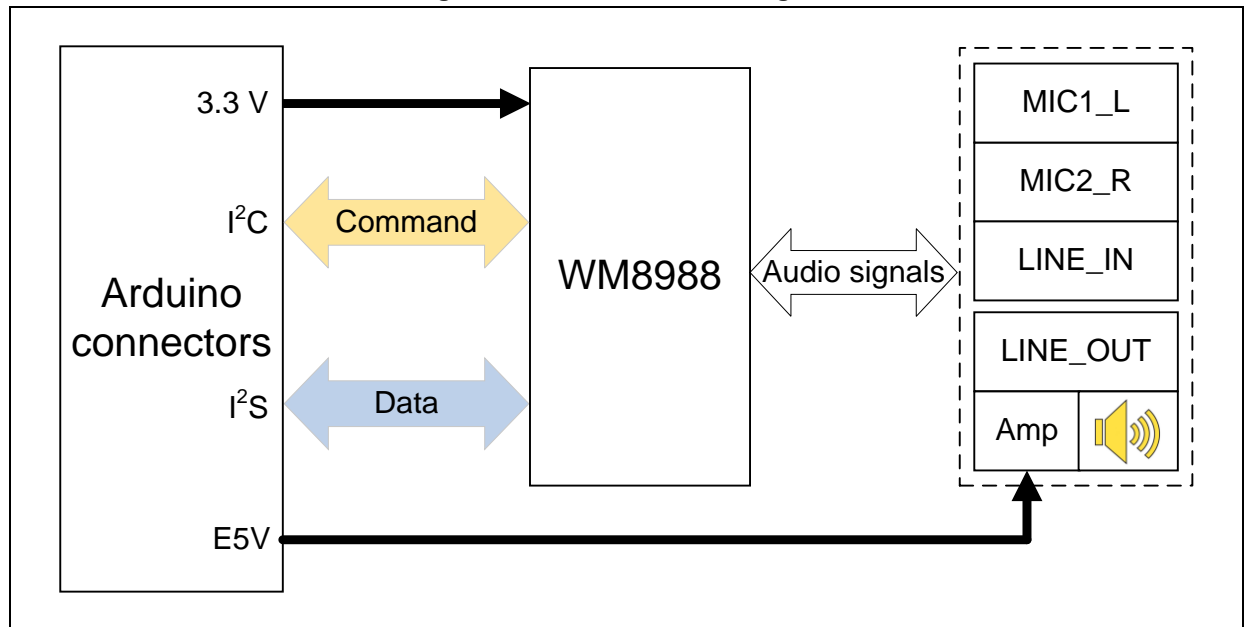 3.3 V
I²C
Command
Arduino
connectors
I²S
Data
E5V
WM8988
Audio signals
MIC1_L
MIC2_R
LINE_IN
LINE_OUT
Amp